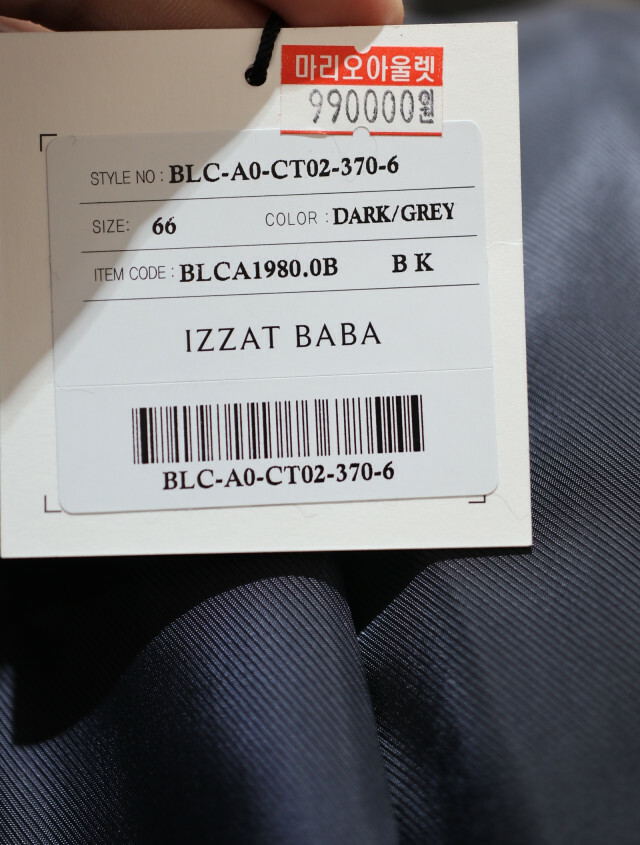 마리오아울렛
990000원
STYLE NO : BLC-A0-CT02-370-6
SIZE: 66 COLOR : DARK/GREY
ITEM CODE : BLCA1980.0B B K
IZZAT BABA
BLC-A0-CT02-370-6